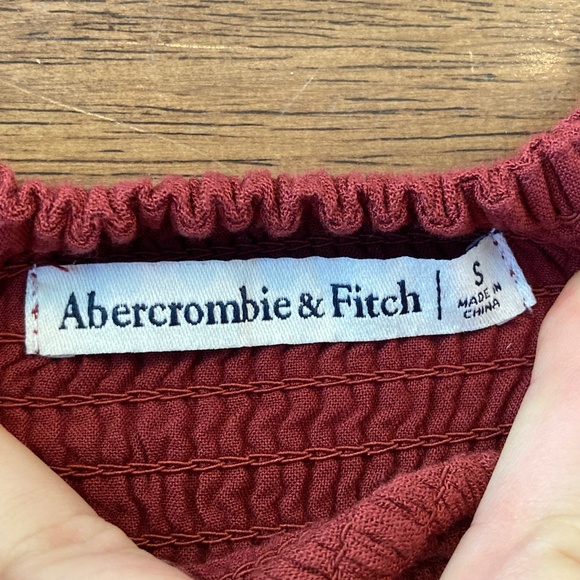 Abercrombie & Fitch | S
MADE IN
CHINA